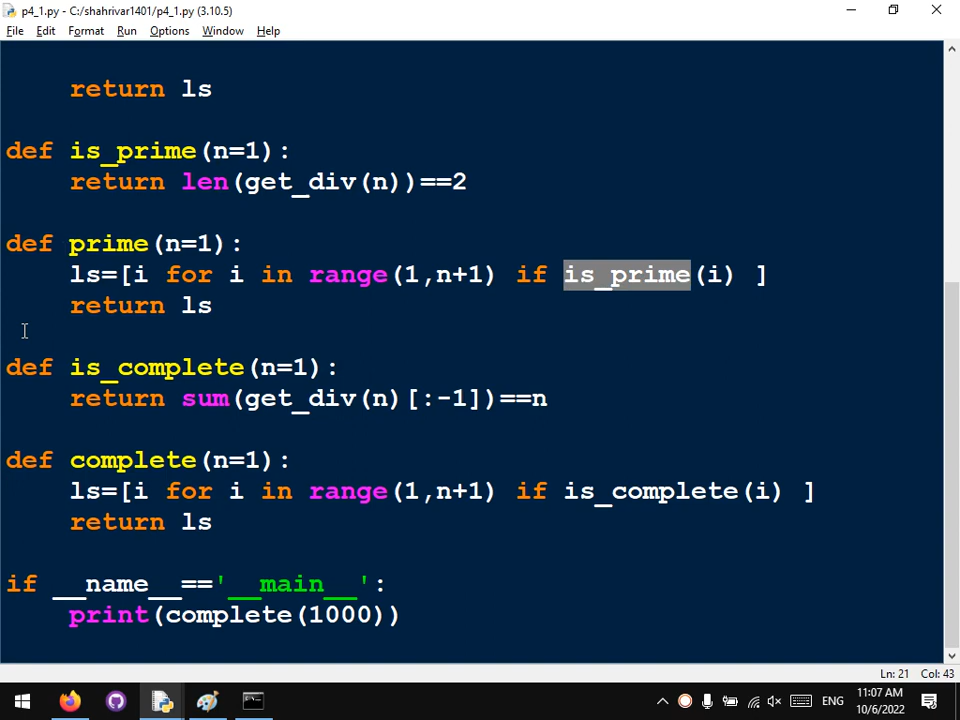 p4_1.py - C:/shahrivar1401/p4_1.py (3.10.5)
File Edit Format Run Options Window Help
    return ls
def is_prime(n=1):
    return len(get_div(n))==2
def prime(n=1):
    ls=[i for i in range(1,n+1) if is_prime(i) ]
    return ls
def is_complete(n=1):
    return sum(get_div(n)[:-1])==n
def complete(n=1):
    ls=[i for i in range(1,n+1) if is_complete(i) ]
    return ls
if __name__=='__main__':
    print(complete(1000))
Ln: 21 Col: 43
ENG
11:07 AM
10/6/2022